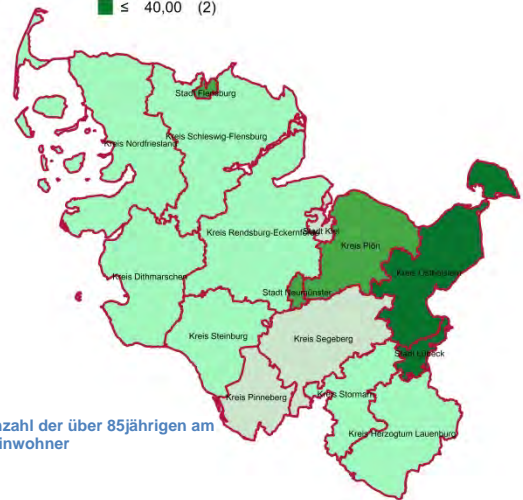 ≤ 40,00 (2)
Stadt Flensburg
Kreis Schleswig-Flensburg
Kreis Nordfriesland
Kreis Rendsburg-Eckernförde
Stadt Kiel
Kreis Plön
Kreis Ostholstein
Kreis Dithmarschen
Stadt Neumünster
Kreis Steinburg
Kreis Segeberg
Stadt Lübeck
Kreis Pinneberg
Kreis Stormarn
Kreis Herzogtum Lauenburg
nzahl der über 85jährigen am
inwohner